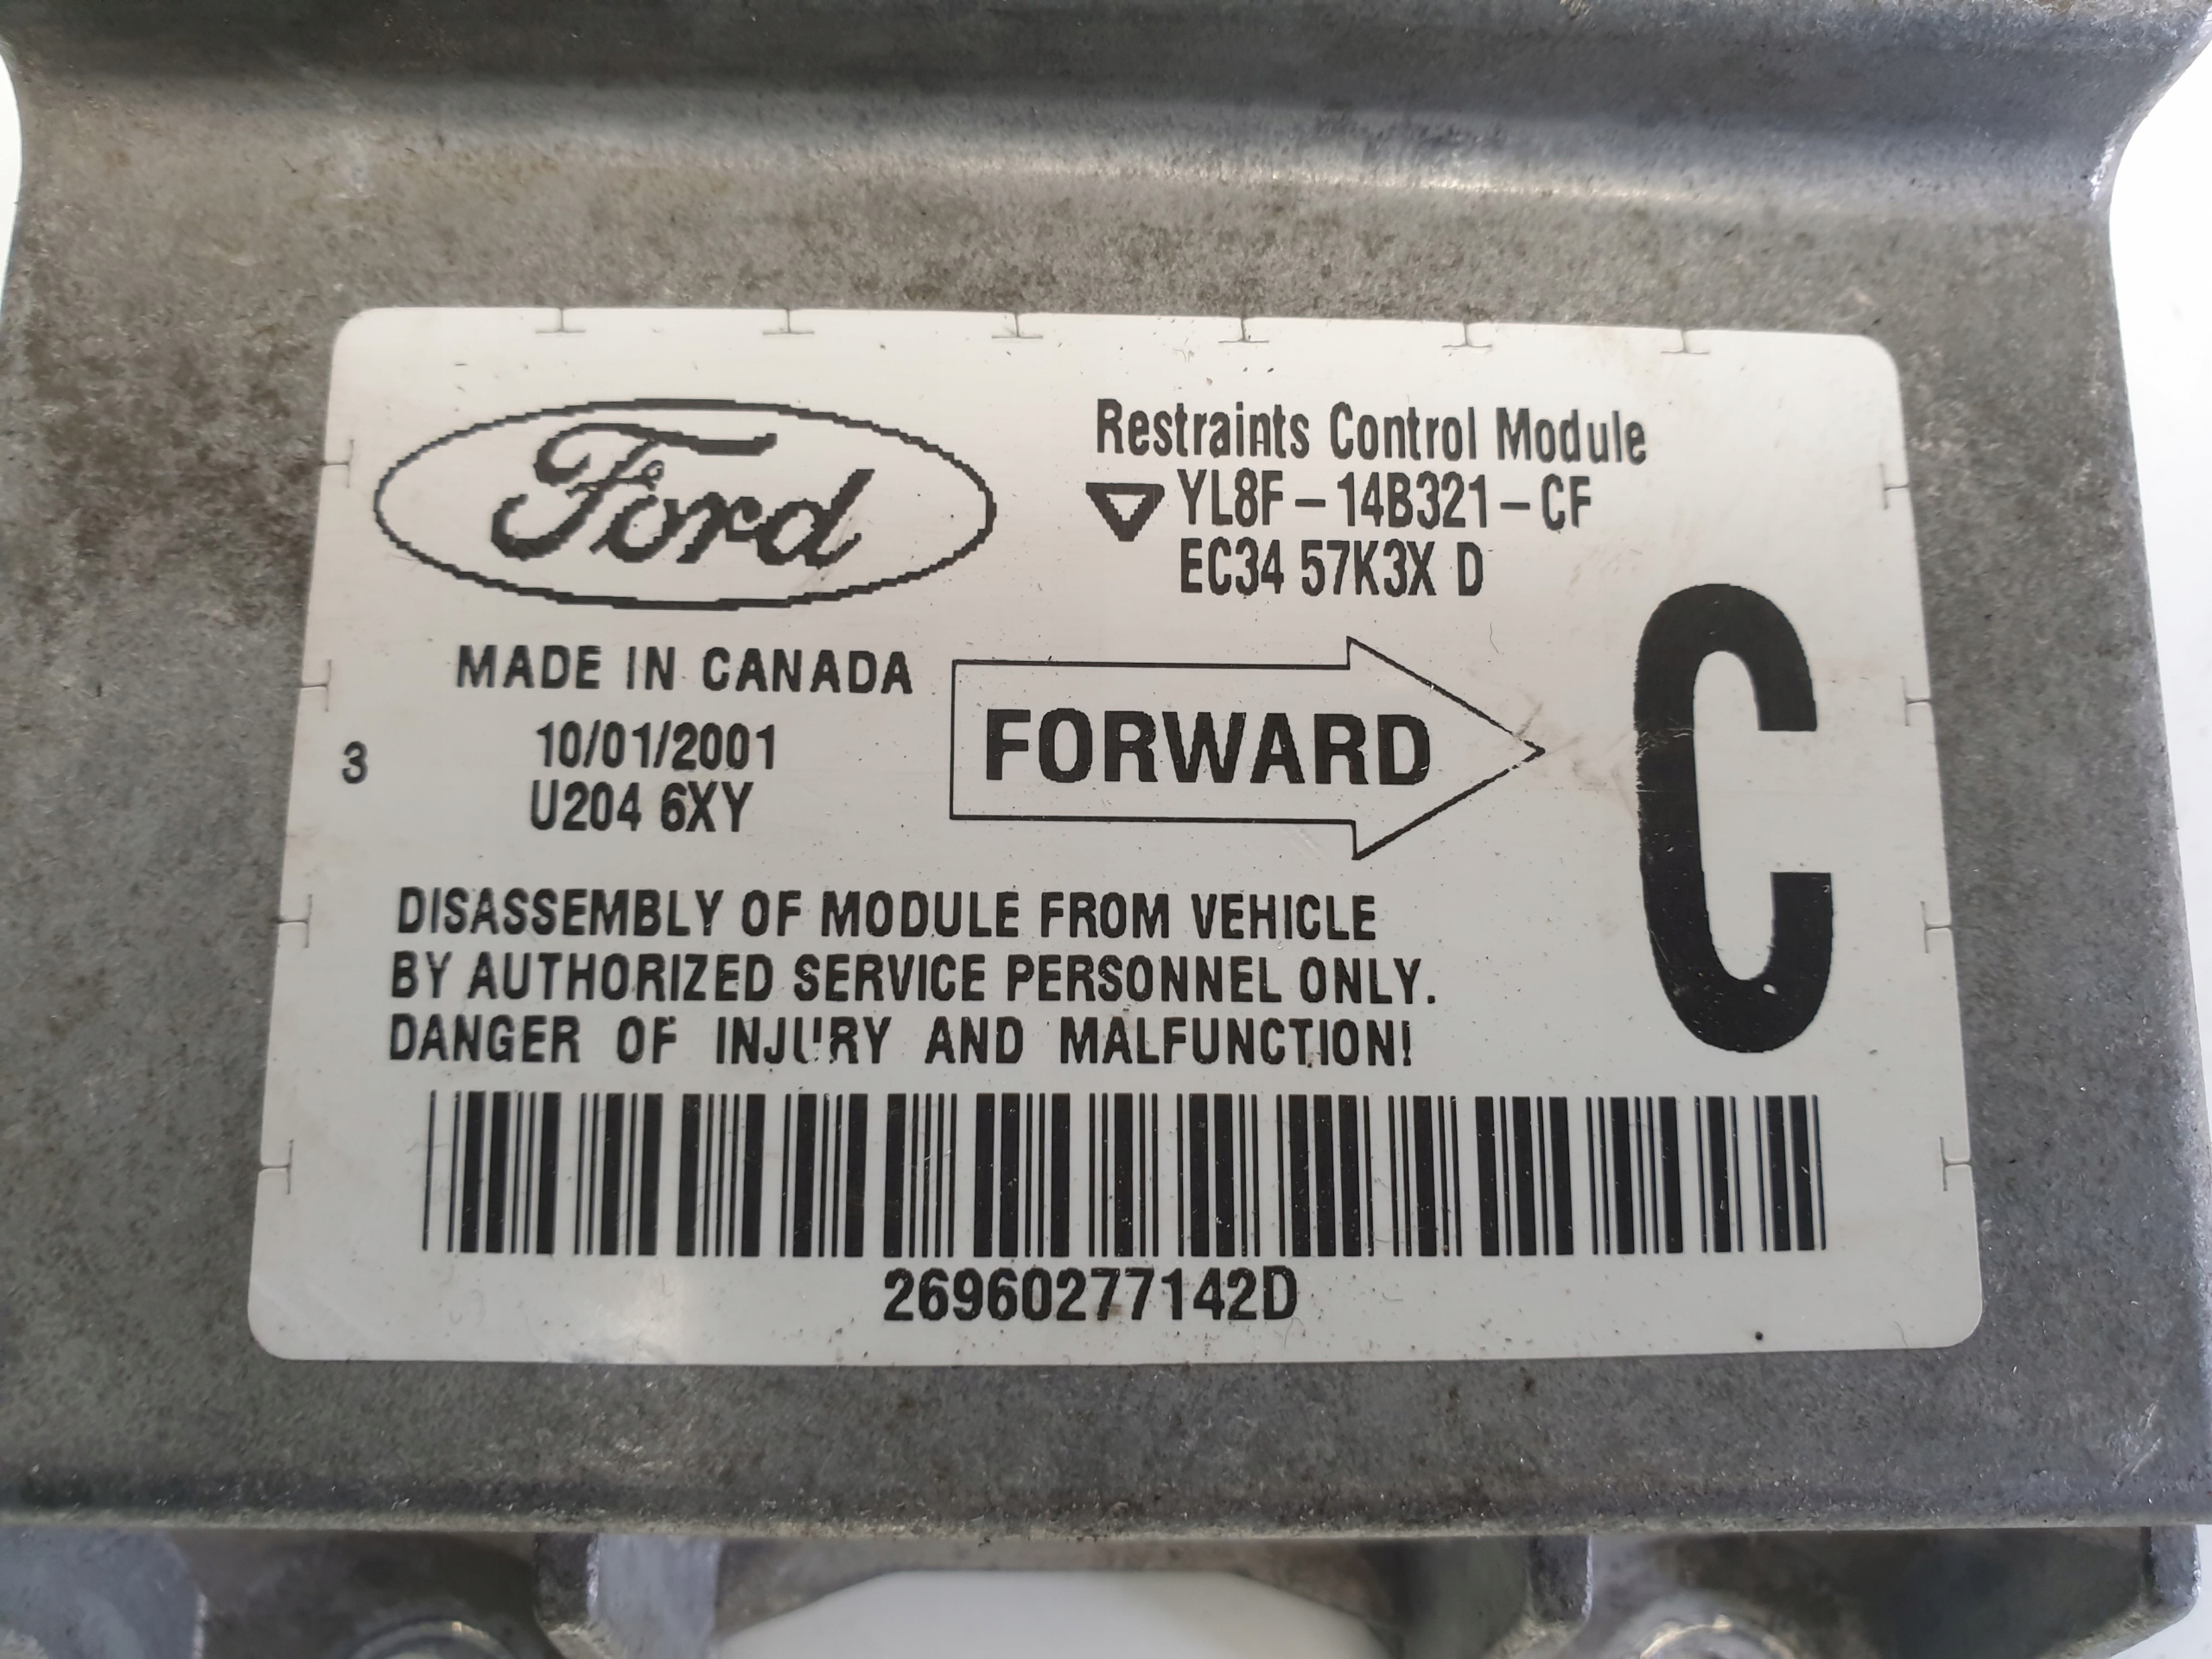 Ford
Restraints Control Module
YL8F-14B321-CF
EC34 57K3X D
MADE IN CANADA
10/01/2001
U204 6XY
3
FORWARD
C
DISASSEMBLY OF MODULE FROM VEHICLE
BY AUTHORIZED SERVICE PERSONNEL ONLY.
DANGER OF INJURY AND MALFUNCTION!
26960277142D